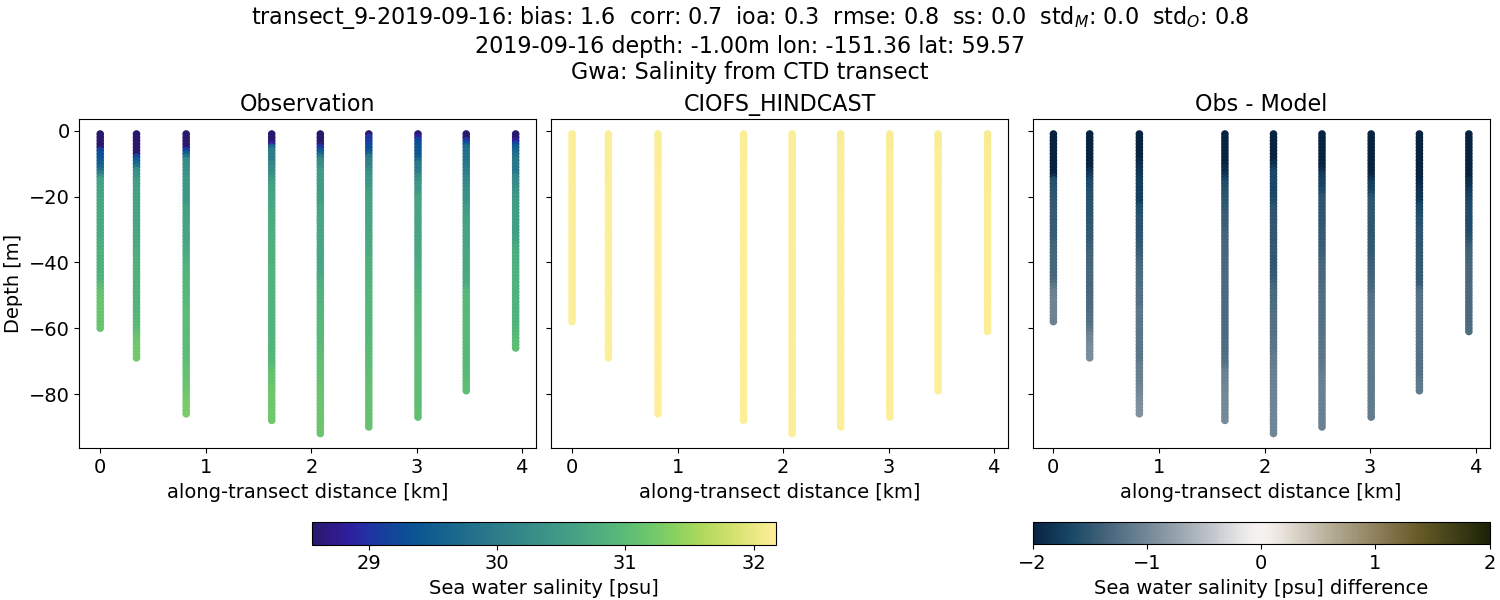 transect_9-2019-09-16: bias: 1.6 corr: 0.7 ioa: 0.3 rmse: 0.8 ss: 0.0 std_M: 0.0 std_O: 0.8
2019-09-16 depth: -1.00m lon: -151.36 lat: 59.57
Gwa: Salinity from CTD transect
Observation
CIOFS_HINDCAST
Obs - Model
Depth [m]
0
−20
−40
−60
−80
0 1 2 3 4
0 1 2 3 4
0 1 2 3 4
along-transect distance [km]
along-transect distance [km]
along-transect distance [km]
29 30 31 32
Sea water salinity [psu]
−2 −1 0 1 2
Sea water salinity [psu] difference